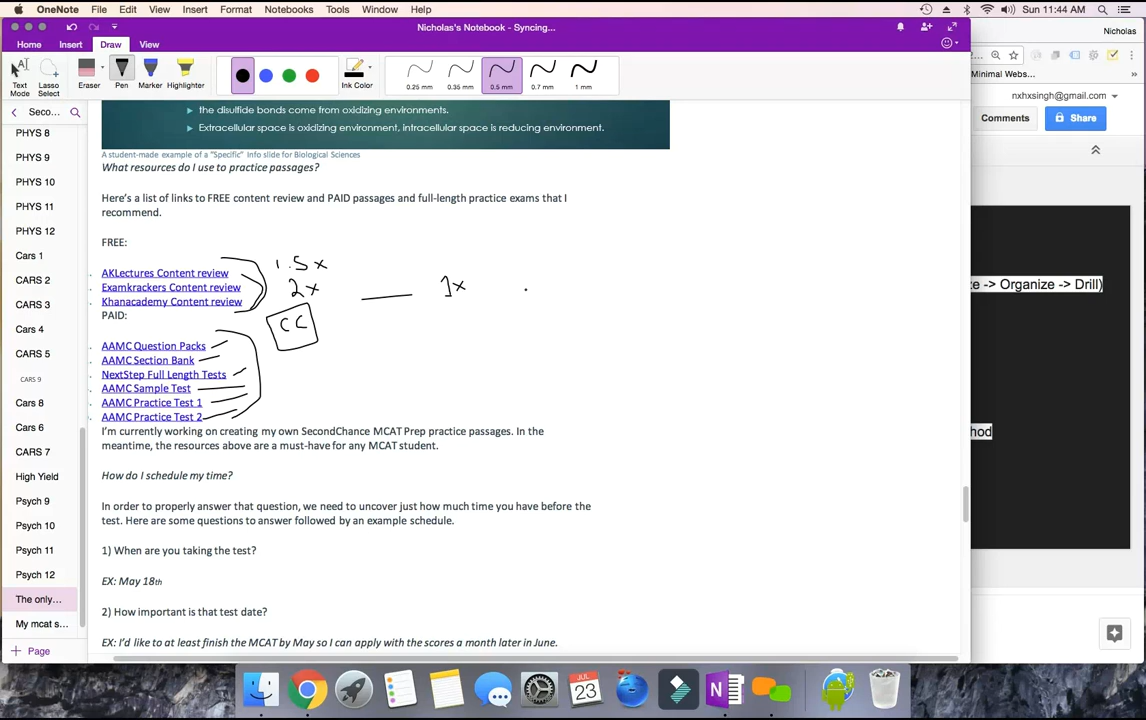 OneNote File Edit View Insert Format Notebooks Tools Window Help Sun 11:44 AM
Nicholas's Notebook - Syncing...
Nicholas
Home Insert Draw View
Text Mode
Lasso Select
Eraser
Pen
Marker
Highlighter
0.25 mm 0.35 mm 0.5 mm 0.7 mm 1 mm
Ink Color
Minimal Webs...
nxhxsingh@gmail.com
Comments
Share
Seco...
PHYS 8
PHYS 9
PHYS 10
PHYS 11
PHYS 12
Cars 1
CARS 2
CARS 3
Cars 4
CARS 5
CARS 9
Cars 8
Cars 6
CARS 7
High Yield
Psych 9
Psych 10
Psych 11
Psych 12
The only...
My mcat s...
+ Page
the disulfide bonds come from oxidizing environments.
Extracellular space is oxidizing environment, intracellular space is reducing environment.
A student-made example of a "Specific" Info slide for Biological Sciences
What resources do I use to practice passages?
Here's a list of links to FREE content review and PAID passages and full-length practice exams that I
recommend.
FREE:
1.5x
AKLectures Content review
Examkrackers Content review
2x
1x
Khanacademy Content review
PAID:
CC
AAMC Question Packs
AAMC Section Bank
NextStep Full Length Tests
AAMC Sample Test
AAMC Practice Test 1
AAMC Practice Test 2
I'm currently working on creating my own SecondChance MCAT Prep practice passages. In the
meantime, the resources above are a must-have for any MCAT student.
How do I schedule my time?
In order to properly answer that question, we need to uncover just how much time you have before the
test. Here are some questions to answer followed by an example schedule.
1) When are you taking the test?
EX: May 18th
2) How important is that test date?
EX: I'd like to at least finish the MCAT by May so I can apply with the scores a month later in June.
ze -> Organize -> Drill)
hod
JUL
23